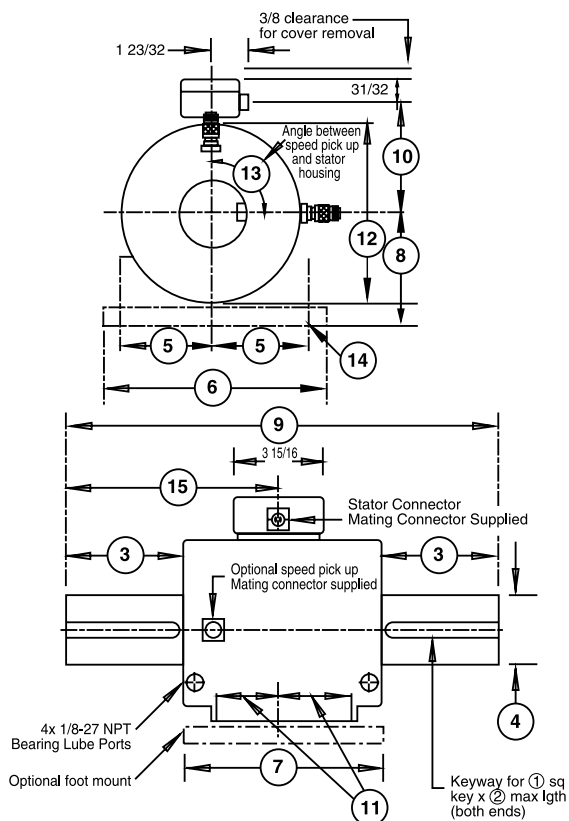 3/8 clearance
for cover removal
1 23/32
31/32
Angle between
speed pick up
and stator
housing
10
13
12
8
5
5
14
6
9
3 15/16
15
Stator Connector
Mating Connector Supplied
3
3
Optional speed pick up
Mating connector supplied
4x 1/8-27 NPT
Bearing Lube Ports
4
Optional foot mount
7
11
Keyway for ① sq
key x ② max lgth
(both ends)